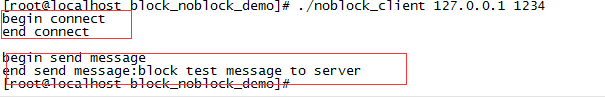 [root@localhost block_noblock_demo]# ./noblock_client 127.0.0.1 1234
begin connect
end connect
begin send message
end send message:block test message to server
[root@localhost block_noblock_demo]#